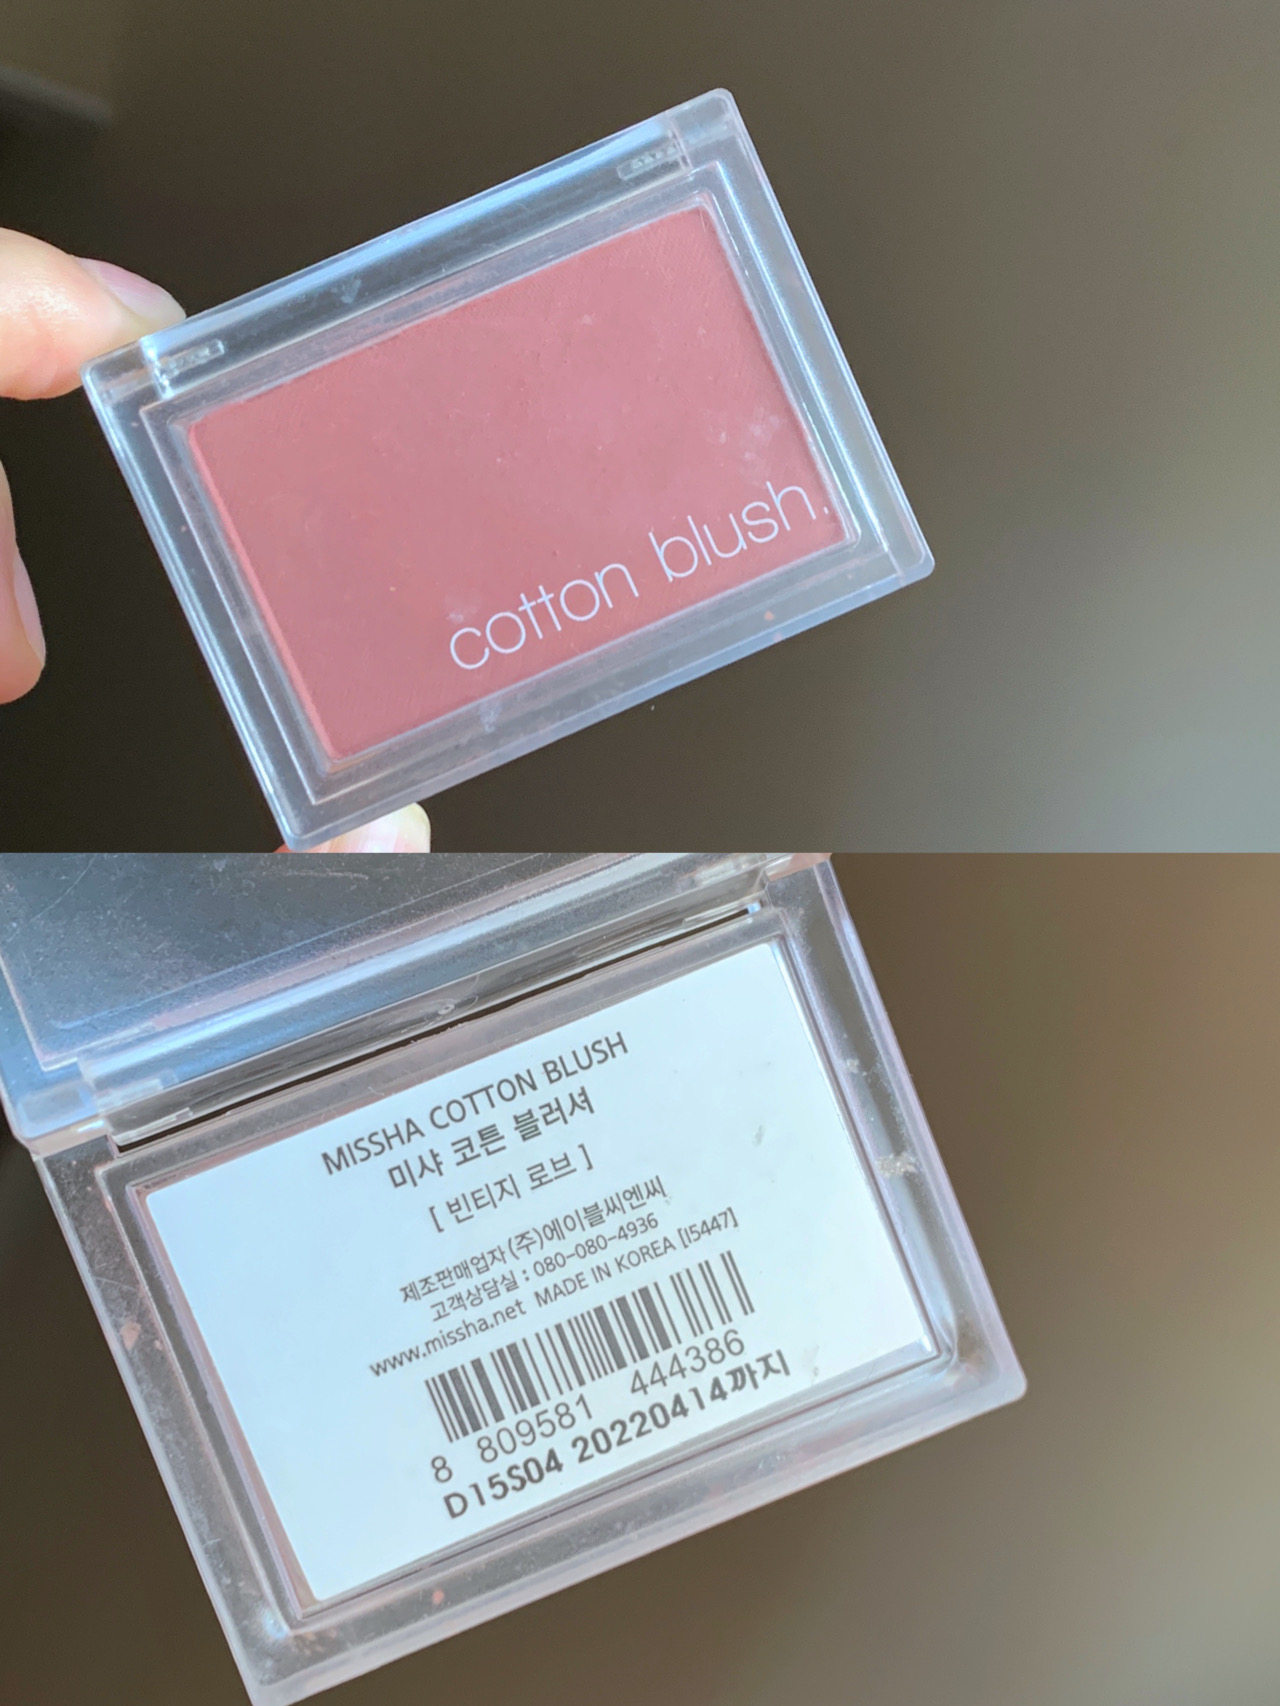 cotton blush.
MISSHA COTTON BLUSH
미샤 코튼 블러셔
[ 빈티지 로브 ]
제조판매업자 (주)에이블씨엔씨
고객상담실 : 080-080-4936
www.missha.net MADE IN KOREA [I5447]
8 809581 444386
D15S04 20220414까지